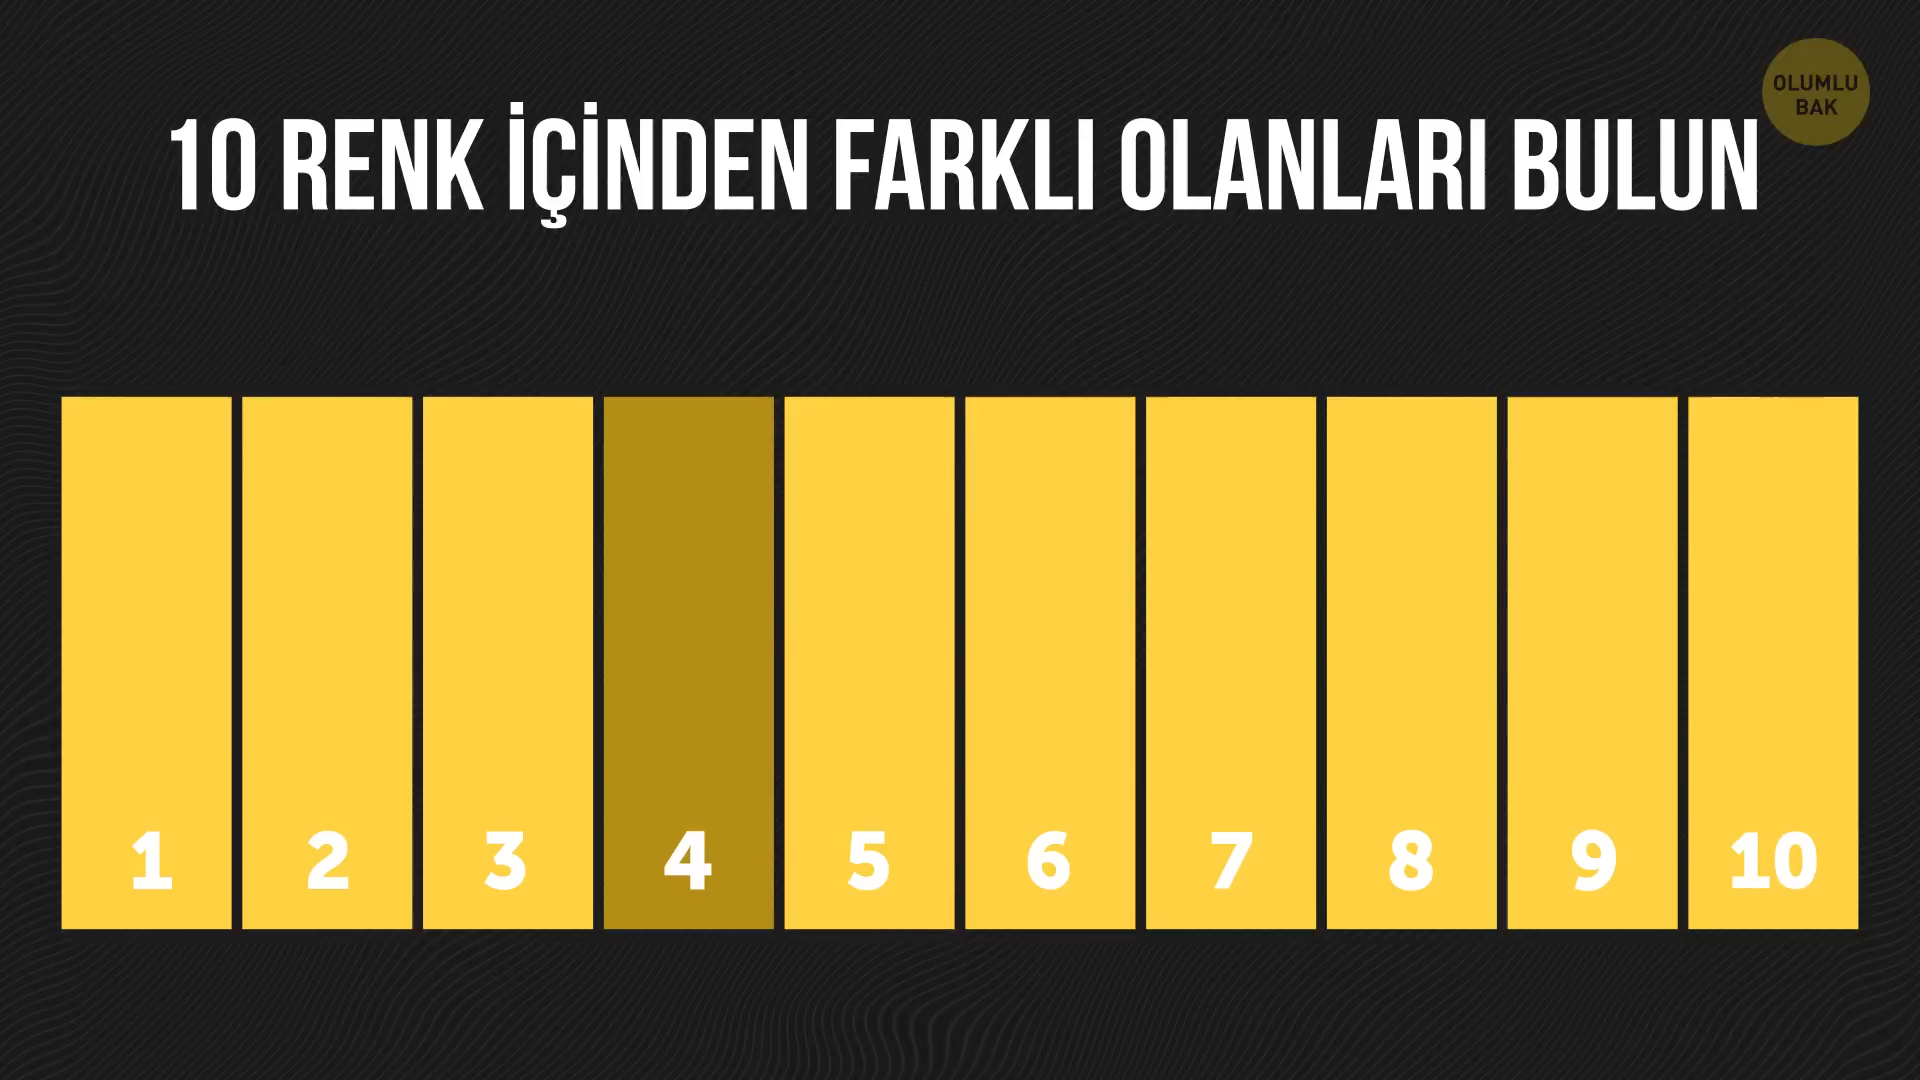 OLUMLU
BAK
10 RENK İÇİNDEN FARKLI OLANLARI BULUN
1 2 3 4 5 6 7 8 9 10